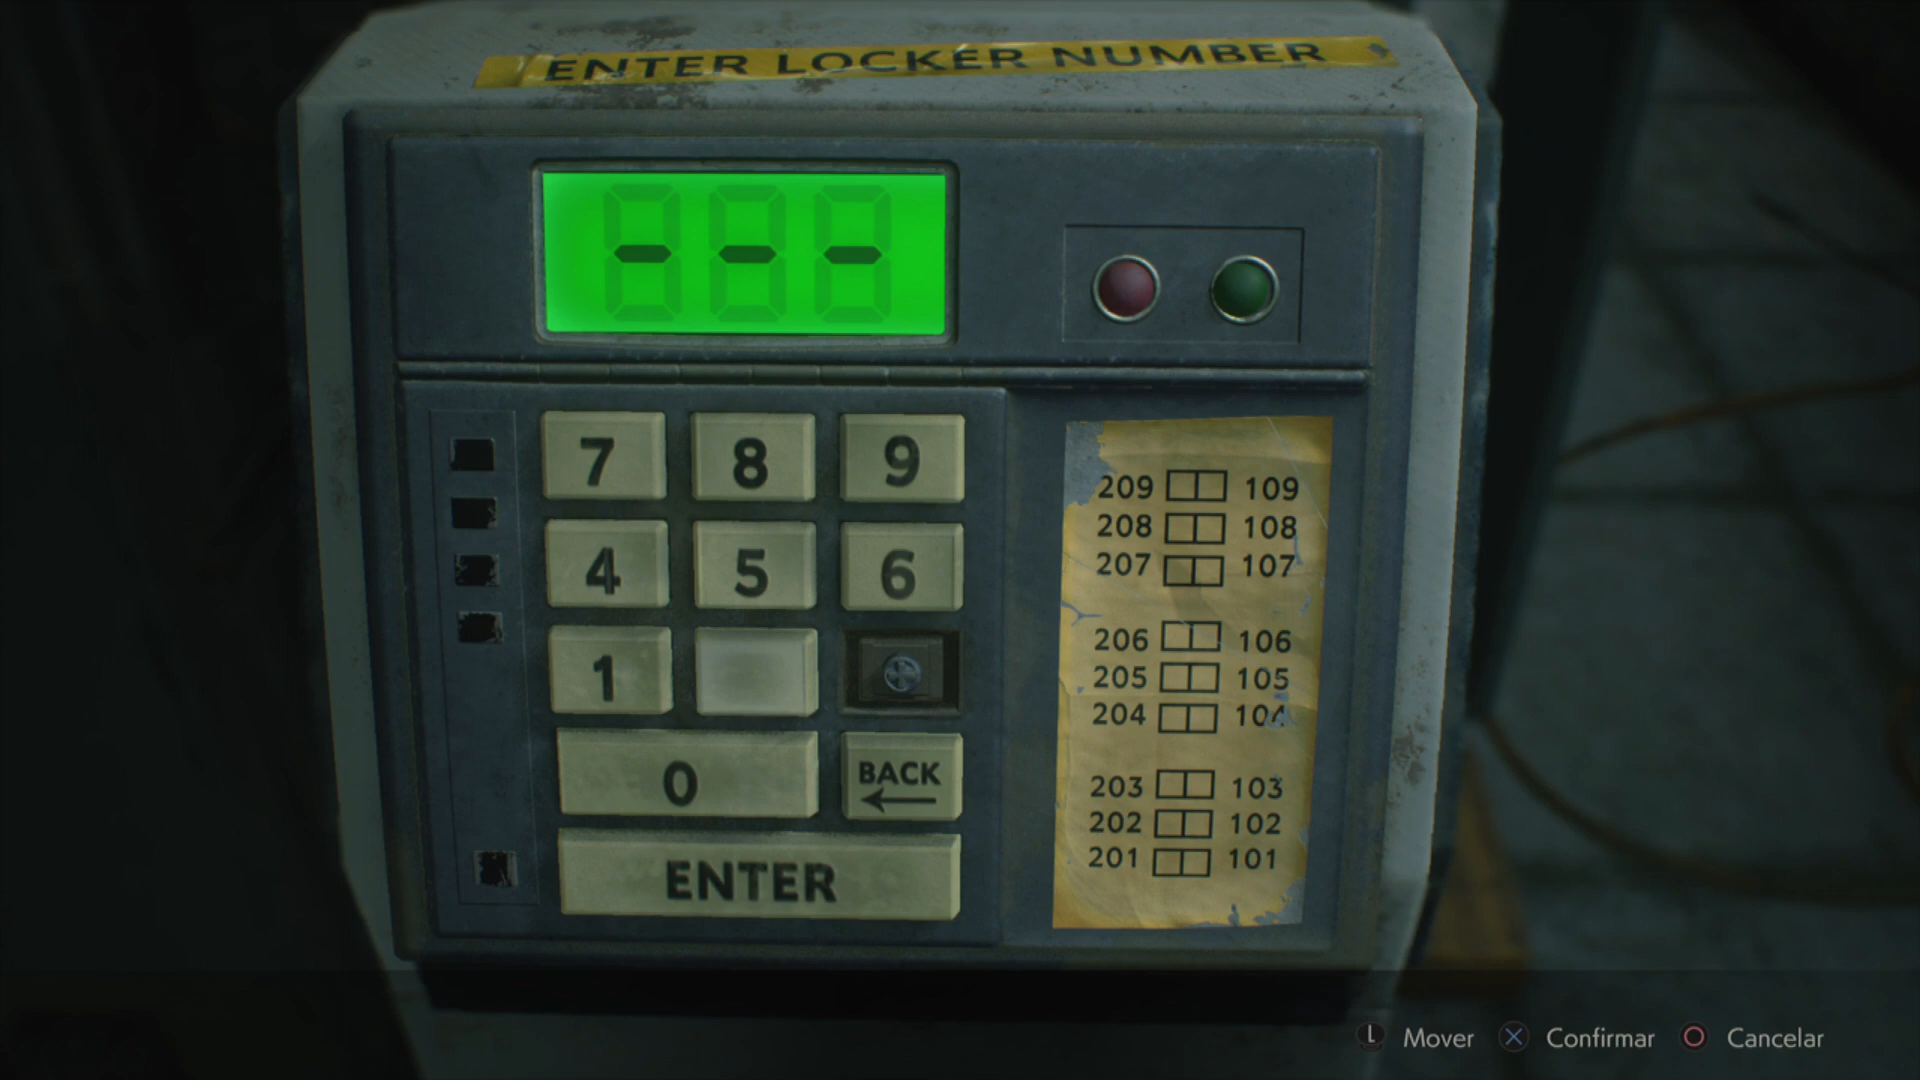 ENTER LOCKER NUMBER
---
7 8 9
4 5 6
1
0 BACK
ENTER
209 109
208 108
207 107
206 106
205 105
204 104
203 103
202 102
201 101
L Mover Confirmar Cancelar